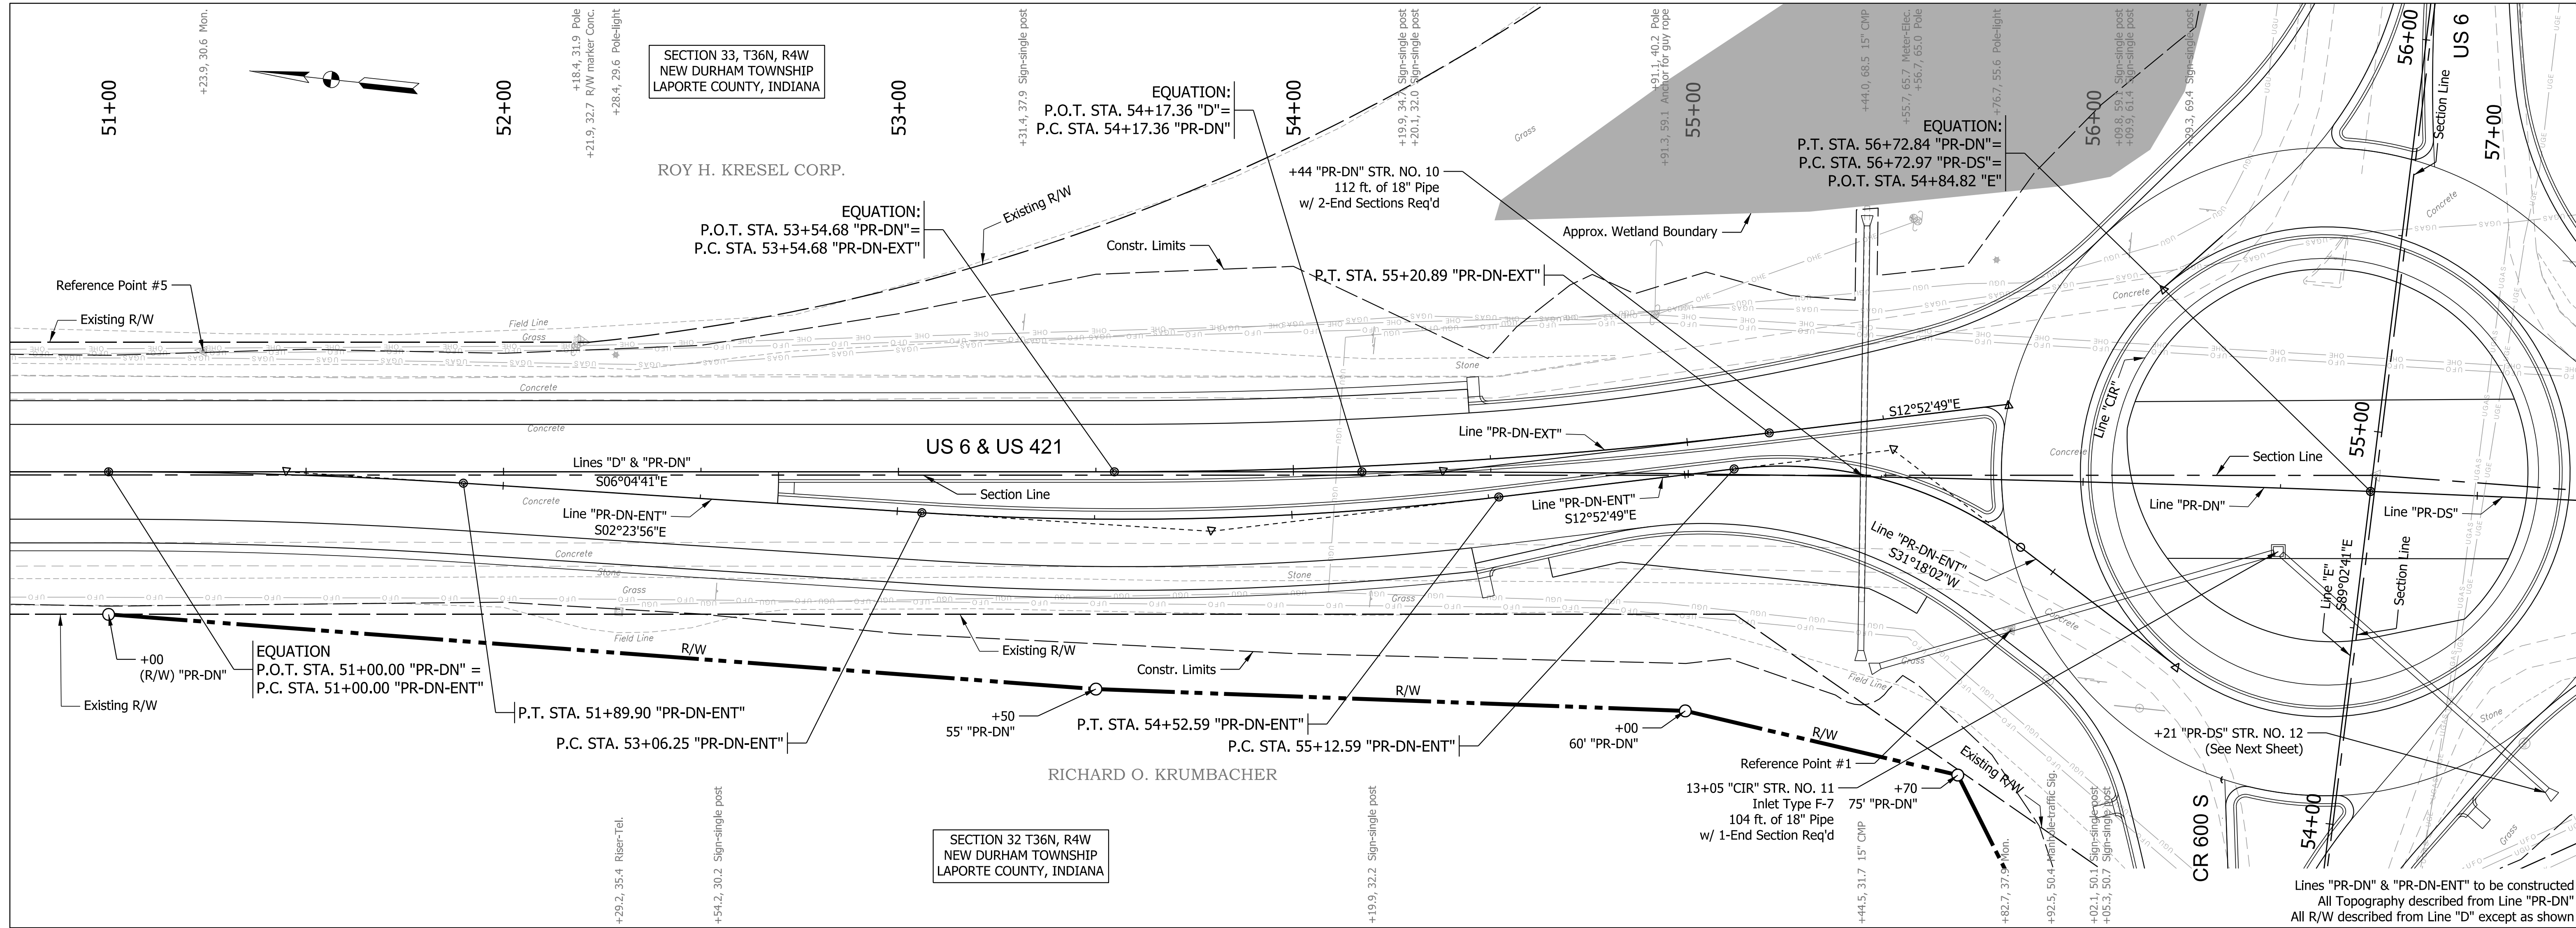 +23.9, 30.6 Mon.
+18.4, 31.9 Pole
+21.9, 32.7 R/W marker Conc.
+28.4, 29.6 Pole-light
+31.4, 37.9 Sign-single post
+19.9, 34.7 Sign-single post
+20.1, 32.0 Sign-single post
+91.1, 40.2 Pole
+91.3, 59.1 Anchor for guy rope
+44.0, 68.5 15" CMP
+55.7, 65.7 Meter-Elec.
+56.7, 65.0 Pole
+76.7, 55.6 Pole-light
+09.8, 59.1 Sign-single post
+09.9, 61.4 Sign-single post
+29.3, 69.4 Sign-single post
51+00
52+00
53+00
54+00
55+00
56+00
57+00
56+00
US 6
Section Line
SECTION 33, T36N, R4W
NEW DURHAM TOWNSHIP
LAPORTE COUNTY, INDIANA
ROY H. KRESEL CORP.
EQUATION:
P.O.T. STA. 54+17.36 "D"=
P.C. STA. 54+17.36 "PR-DN"
EQUATION:
P.O.T. STA. 53+54.68 "PR-DN"=
P.C. STA. 53+54.68 "PR-DN-EXT"
+44 "PR-DN" STR. NO. 10
112 ft. of 18" Pipe
w/ 2-End Sections Req'd
EQUATION:
P.T. STA. 56+72.84 "PR-DN"=
P.C. STA. 56+72.97 "PR-DS"=
P.O.T. STA. 54+84.82 "E"
Existing R/W
Constr. Limits
Approx. Wetland Boundary
P.T. STA. 55+20.89 "PR-DN-EXT"
Reference Point #5
Existing R/W
Field Line
Grass
Grass
Concrete
Concrete
Concrete
Stone
Concrete
Concrete
US 6 & US 421
Line "PR-DN-EXT"
S12°52'49"E
Line "CIR"
55+00
Concrete
Section Line
Lines "D" & "PR-DN"
S06°04'41"E
Section Line
Concrete
Line "PR-DN-ENT"
S02°23'56"E
Line "PR-DN-ENT"
S12°52'49"E
Line "PR-DN"
Line "PR-DS"
Line "PR-DN-ENT"
S31°18'02"W
Concrete
Stone
Grass
Field Line
Stone
Grass
Line "E"
S89°02'41"E
Section Line
Concrete
Grass
Field Line
+00
(R/W) "PR-DN"
Existing R/W
EQUATION
P.O.T. STA. 51+00.00 "PR-DN" =
P.C. STA. 51+00.00 "PR-DN-ENT"
R/W
Existing R/W
Constr. Limits
R/W
P.T. STA. 51+89.90 "PR-DN-ENT"
P.C. STA. 53+06.25 "PR-DN-ENT"
+50
55' "PR-DN"
P.T. STA. 54+52.59 "PR-DN-ENT"
P.C. STA. 55+12.59 "PR-DN-ENT"
+00
60' "PR-DN"
R/W
Existing R/W
Reference Point #1
13+05 "CIR" STR. NO. 11
Inlet Type F-7
104 ft. of 18" Pipe
w/ 1-End Section Req'd
+70
75' "PR-DN"
+21 "PR-DS" STR. NO. 12
(See Next Sheet)
Stone
Grass
RICHARD O. KRUMBACHER
SECTION 32 T36N, R4W
NEW DURHAM TOWNSHIP
LAPORTE COUNTY, INDIANA
+29.2, 35.4 Riser-Tel.
+54.2, 30.2 Sign-single post
+19.9, 32.2 Sign-single post
+44.5, 31.7 15" CMP
+82.7, 37.9 Mon.
+92.5, 50.4 Manhole-traffic Sig.
+02.1, 50.1 Sign-single post
+05.3, 50.7 Sign-single post
CR 600 S
54+00
Lines "PR-DN" & "PR-DN-ENT" to be constructed
All Topography described from Line "PR-DN"
All R/W described from Line "D" except as shown